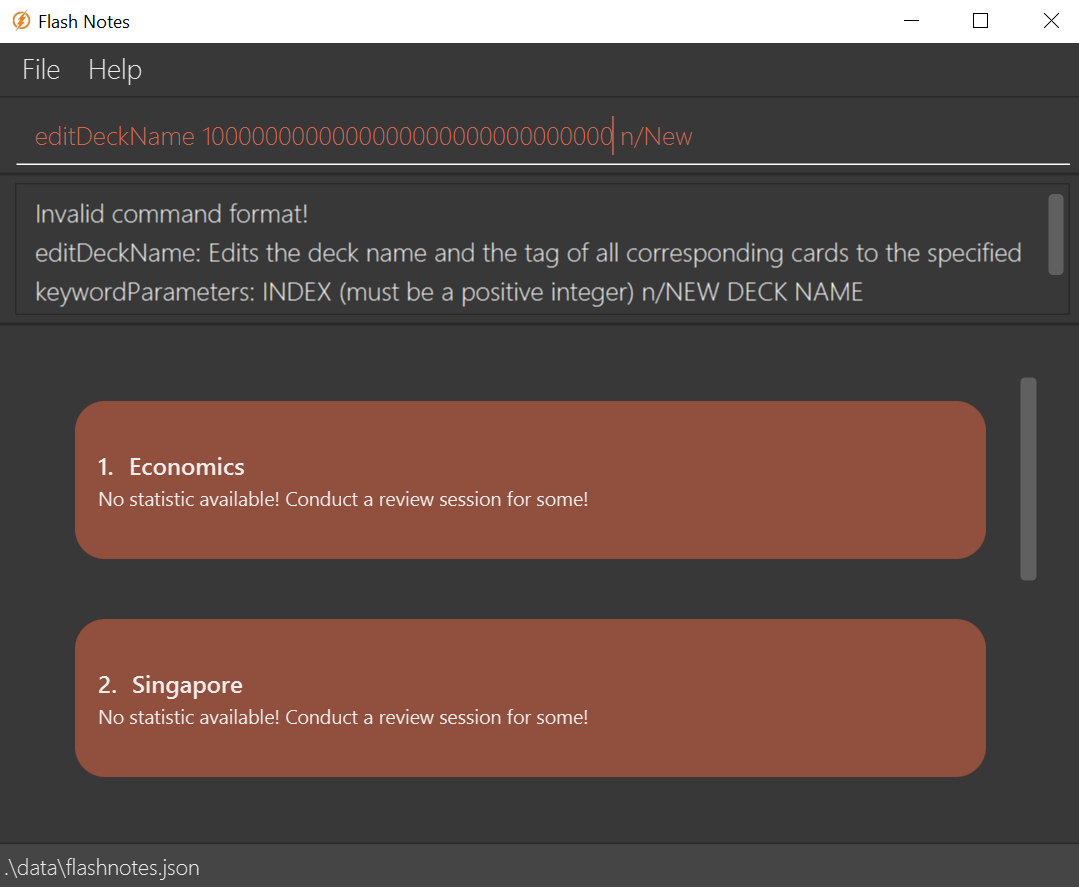 Flash Notes
File Help
editDeckName 1000000000000000000000000000000 n/New
Invalid command format!
editDeckName: Edits the deck name and the tag of all corresponding cards to the specified
keywordParameters: INDEX (must be a positive integer) n/NEW DECK NAME
1. Economics
No statistic available! Conduct a review session for some!
2. Singapore
No statistic available! Conduct a review session for some!
.\data\flashnotes.json